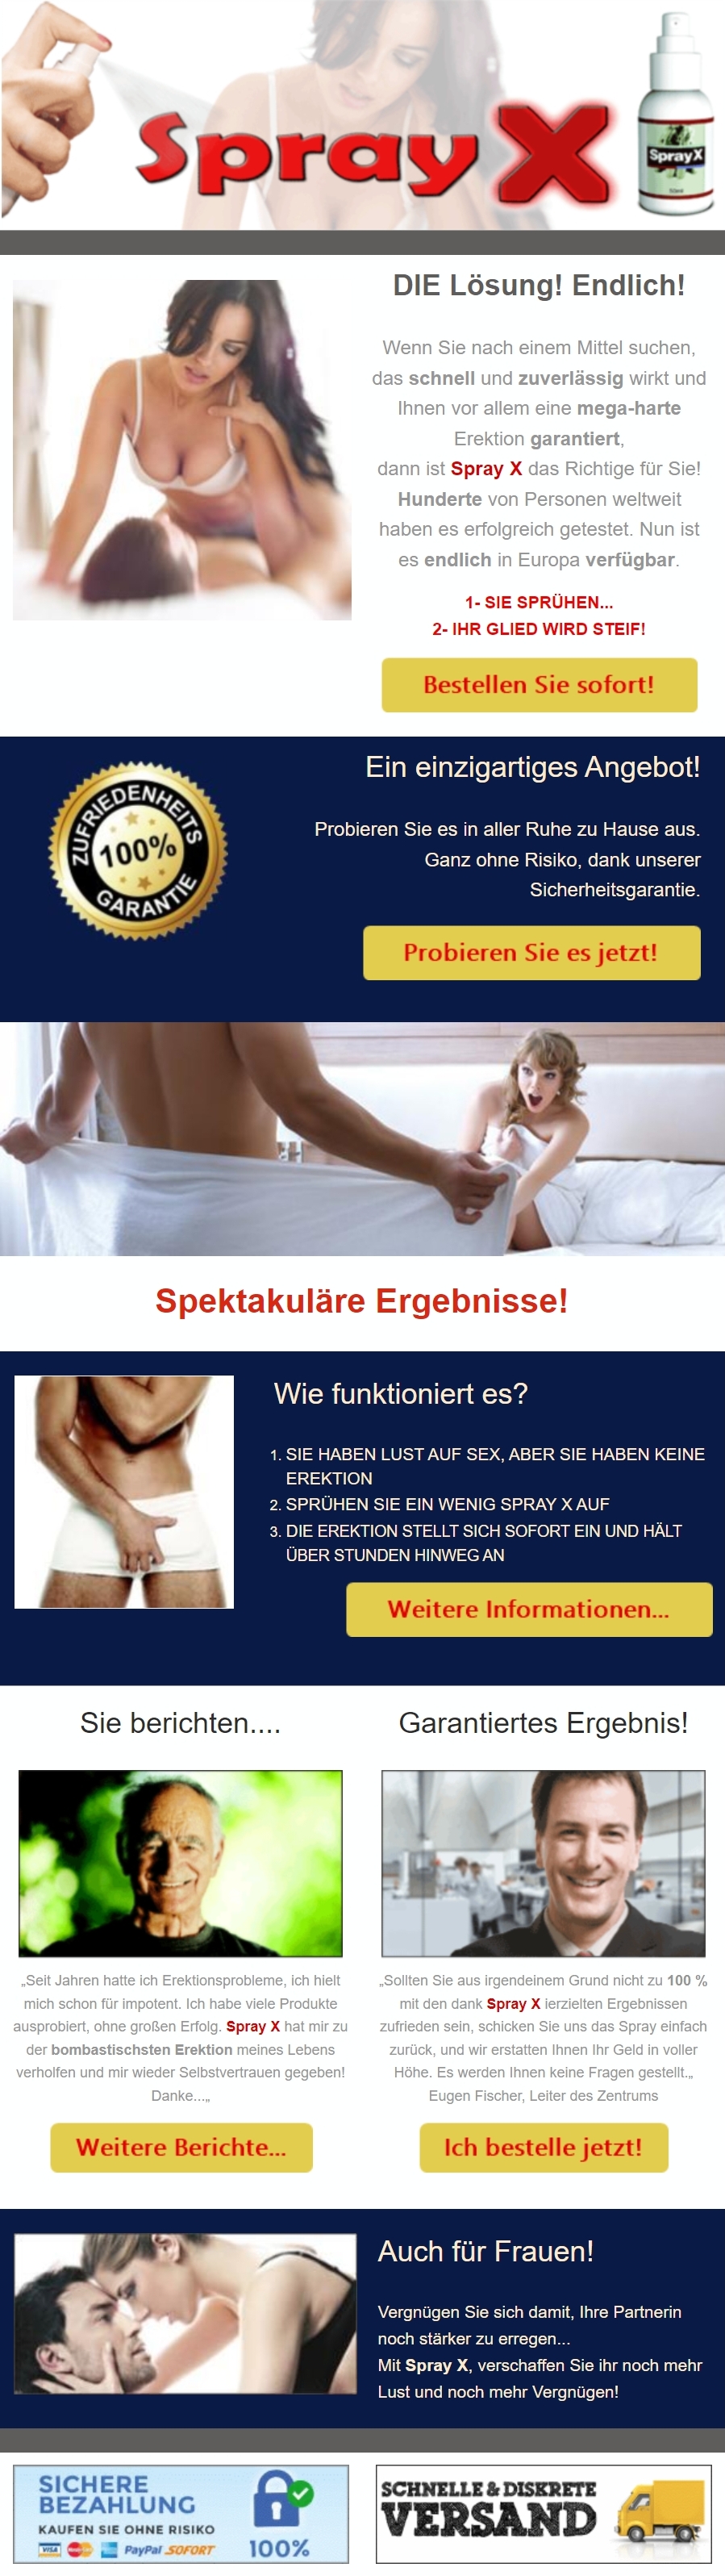 Spray X
SprayX
50ml
DIE Lösung! Endlich!
Wenn Sie nach einem Mittel suchen,
das schnell und zuverlässig wirkt und
Ihnen vor allem eine mega-harte
Erektion garantiert,
dann ist Spray X das Richtige für Sie!
Hunderte von Personen weltweit
haben es erfolgreich getestet. Nun ist
es endlich in Europa verfügbar.
1- SIE SPRÜHEN...
2- IHR GLIED WIRD STEIF!
Bestellen Sie sofort!
ZUFRIEDENHEITS
100%
GARANTIE
Ein einzigartiges Angebot!
Probieren Sie es in aller Ruhe zu Hause aus.
Ganz ohne Risiko, dank unserer
Sicherheitsgarantie.
Probieren Sie es jetzt!
Spektakuläre Ergebnisse!
Wie funktioniert es?
1. SIE HABEN LUST AUF SEX, ABER SIE HABEN KEINE
EREKTION
2. SPRÜHEN SIE EIN WENIG SPRAY X AUF
3. DIE EREKTION STELLT SICH SOFORT EIN UND HÄLT
ÜBER STUNDEN HINWEG AN
Weitere Informationen...
Sie berichten....
„Seit Jahren hatte ich Erektionsprobleme, ich hielt
mich schon für impotent. Ich habe viele Produkte
ausprobiert, ohne großen Erfolg. Spray X hat mir zu
der bombastischsten Erektion meines Lebens
verholfen und mir wieder Selbstvertrauen gegeben!
Danke...„
Weitere Berichte...
Garantiertes Ergebnis!
„Sollten Sie aus irgendeinem Grund nicht zu 100 %
mit den dank Spray X ierzielten Ergebnissen
zufrieden sein, schicken Sie uns das Spray einfach
zurück, und wir erstatten Ihnen Ihr Geld in voller
Höhe. Es werden Ihnen keine Fragen gestellt.„
Eugen Fischer, Leiter des Zentrums
Ich bestelle jetzt!
Auch für Frauen!
Vergnügen Sie sich damit, Ihre Partnerin
noch stärker zu erregen...
Mit Spray X, verschaffen Sie ihr noch mehr
Lust und noch mehr Vergnügen!
SICHERE
BEZAHLUNG
KAUFEN SIE OHNE RISIKO
VISA PayPal SOFORT
100%
SCHNELLE & DISKRETE
VERSAND